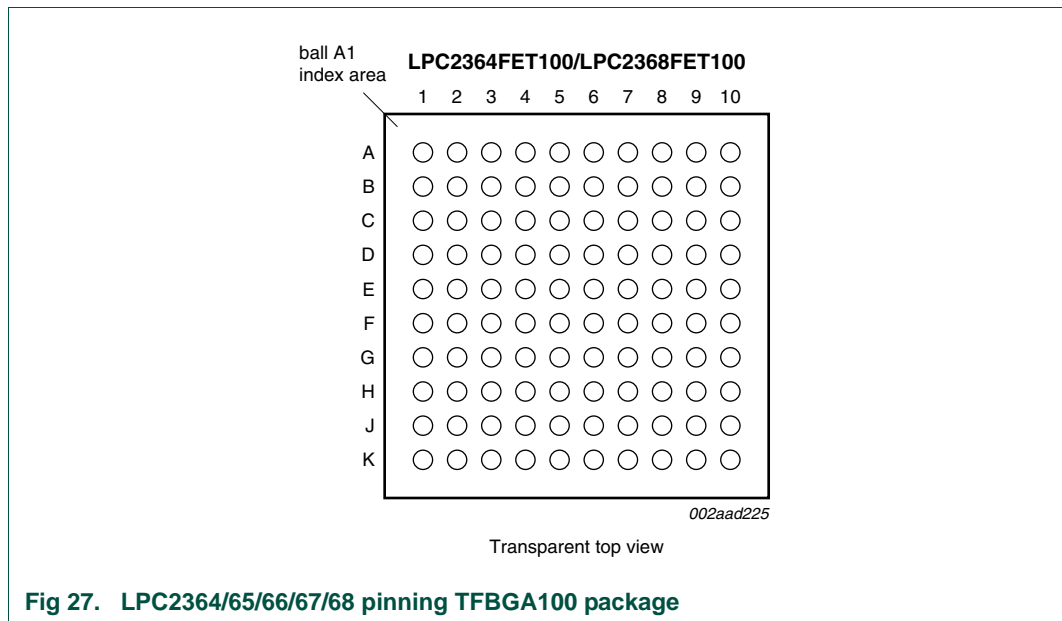 ball A1
index area
LPC2364FET100/LPC2368FET100
1 2 3 4 5 6 7 8 9 10
A
B
C
D
E
F
G
H
J
K
002aad225
Transparent top view
Fig 27. LPC2364/65/66/67/68 pinning TFBGA100 package